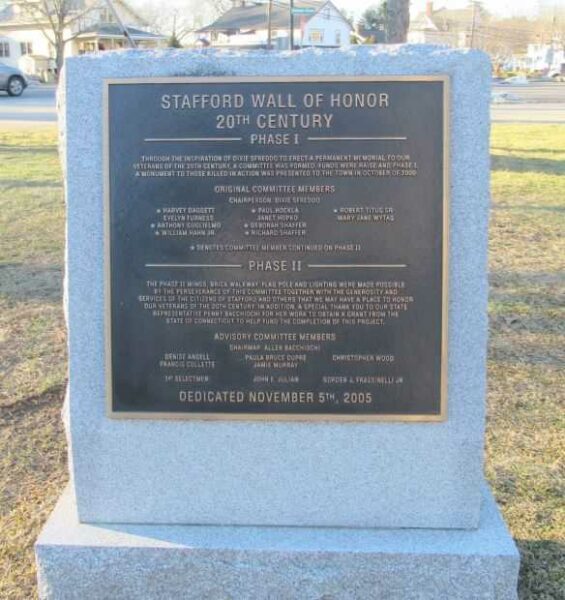 STAFFORD WALL OF HONOR
20TH CENTURY
PHASE I
THROUGH THE INSPIRATION OF DIXIE SFREDDO TO ERECT A PERMANENT MEMORIAL TO OUR
VETERANS OF THE 20TH CENTURY, A COMMITTEE WAS FORMED, FUNDS WERE RAISE AND PHASE I,
A MONUMENT TO THOSE KILLED IN ACTION WAS PRESENTED TO THE TOWN IN OCTOBER OF 2000
ORIGINAL COMMITTEE MEMBERS
CHAIRPERSON: DIXIE SFREDDO
★ HARVEY BAGGETT ★ PAUL HOCKLA ★ ROBERT TITUS SR.
EVELYN FURNESS JANET HOPKO MARY JANE WYTAS
★ ANTHONY GUGLIELMO ★ DEBORAH SHAFFER
★ WILLIAM HAHN JR. ★ RICHARD SHAFFER
★ DENOTES COMMITTEE MEMBER CONTINUED ON PHASE II
PHASE II
THE PHASE II WINGS, BRICK WALKWAY, FLAG POLE AND LIGHTING WERE MADE POSSIBLE
BY THE PERSEVERANCE OF THIS COMMITTEE TOGETHER WITH THE GENEROSITY AND
SERVICES OF THE CITIZENS OF STAFFORD AND OTHERS THAT WE MAY HAVE A PLACE TO HONOR
OUR VETERANS OF THE 20TH CENTURY. IN ADDITION, A SPECIAL THANK YOU TO OUR STATE
REPRESENTATIVE PENNY BACCHIOCHI FOR HER WORK TO OBTAIN A GRANT FROM THE
STATE OF CONNECTICUT TO HELP FUND THE COMPLETION OF THIS PROJECT.
ADVISORY COMMITTEE MEMBERS
CHAIRMAN: ALLEN BACCHIOCHI
DENISE ANGELL PAULA BRUCE DUPRE CHRISTOPHER WOOD
FRANCIS COLLETTE JAMIE MURRAY
1ST SELECTMEN JOHN E. JULIAN GORDEN J. FRASSINELLI JR.
DEDICATED NOVEMBER 5TH, 2005